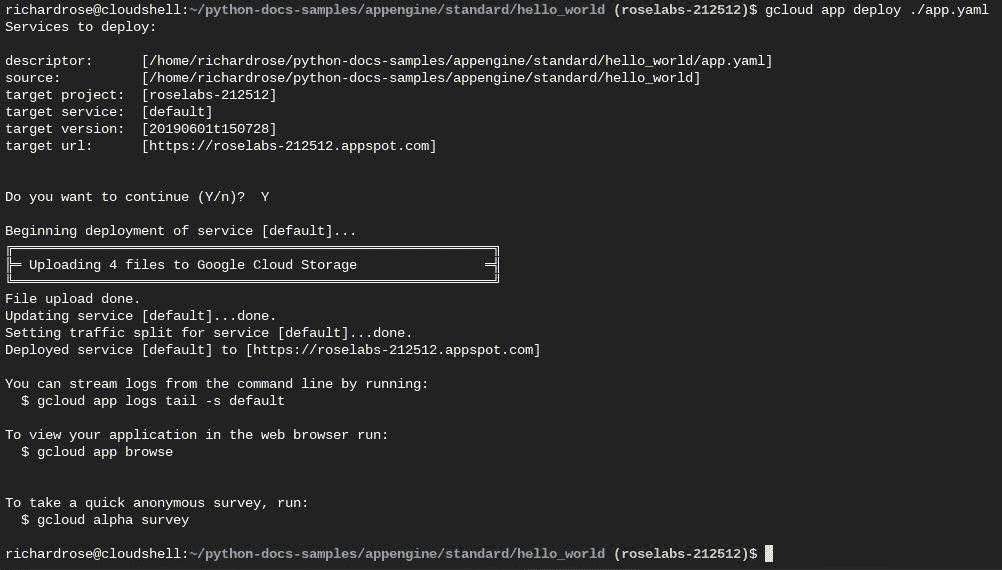 richardrose@cloudshell:~/python-docs-samples/appengine/standard/hello_world (roselabs-212512)$ gcloud app deploy ./app.yaml
Services to deploy:
descriptor:      [/home/richardrose/python-docs-samples/appengine/standard/hello_world/app.yaml]
source:          [/home/richardrose/python-docs-samples/appengine/standard/hello_world]
target project:  [roselabs-212512]
target service:  [default]
target version:  [20190601t150728]
target url:      [https://roselabs-212512.appspot.com]
Do you want to continue (Y/n)?  Y
Beginning deployment of service [default]...
Uploading 4 files to Google Cloud Storage
File upload done.
Updating service [default]...done.
Setting traffic split for service [default]...done.
Deployed service [default] to [https://roselabs-212512.appspot.com]
You can stream logs from the command line by running:
  $ gcloud app logs tail -s default
To view your application in the web browser run:
  $ gcloud app browse
To take a quick anonymous survey, run:
  $ gcloud alpha survey
richardrose@cloudshell:~/python-docs-samples/appengine/standard/hello_world (roselabs-212512)$